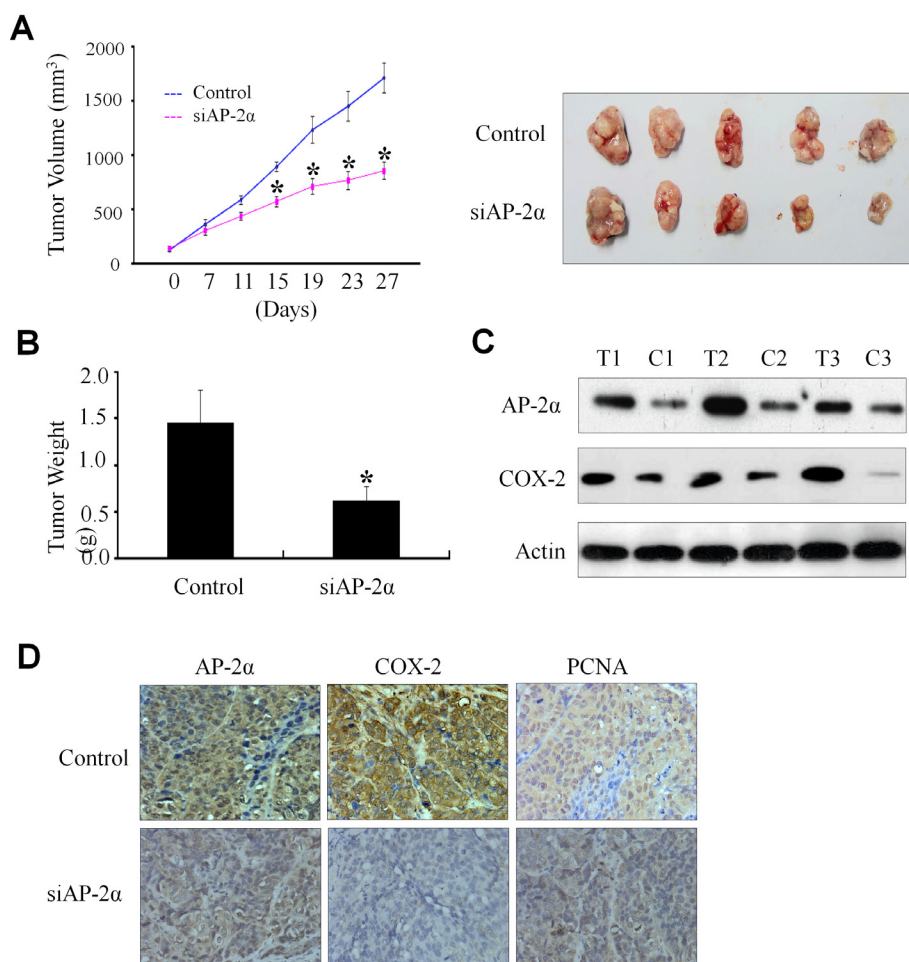 A
Tumor Volume (mm³)
2000
1500
1000
500
0
Control
siAP-2α
*
*
*
*
0 7 11 15 19 23 27
(Days)
Control
siAP-2α
B
Tumor Weight
(g)
2.0
1.5
1.0
0.5
0.0
*
Control siAP-2α
C
T1 C1 T2 C2 T3 C3
AP-2α
COX-2
Actin
D
AP-2α COX-2 PCNA
Control
siAP-2α